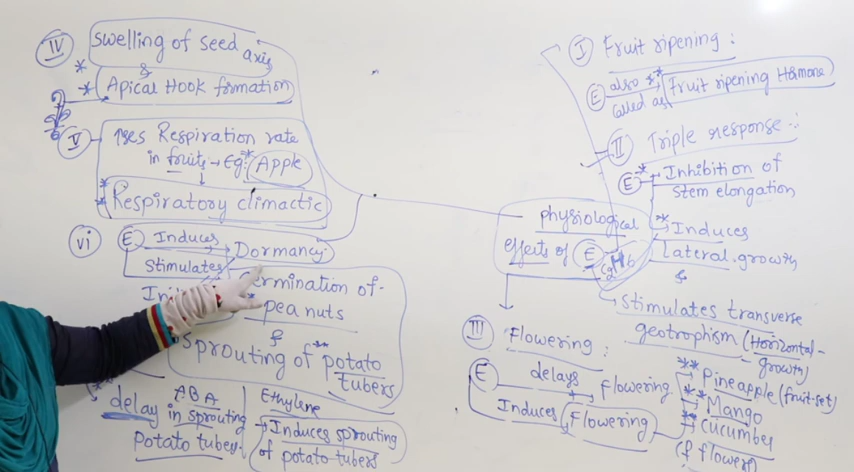 IV
swelling of seed axis
&
Apical Hook formation
V
↑ses Respiration rate
in fruits → Eg: Apple
Respiratory climactic
vi
E Induces Dormancy.
Stimulates Germination of
pea nuts
&
Sprouting of potato
tubers
ABA
delay in sprouting
Potato tuber.
Ethylene
→ Induces sprouting
of potato tubers
physiological
effects of E
C2H6
I Fruit ripening :
E also called as Fruit ripening Hormone
II Triple response :
E → Inhibition of
stem elongation
Induces
Lateral growth
&
stimulates transverse
geotrophism (Horizontal
growth)
III Flowering :
E delays Flowering
Induces Flowering
Pineapple (fruit-set)
Mango
cucumber
(♀ flower)